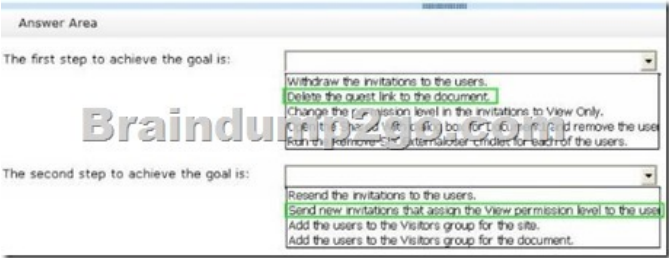 Answer Area
The first step to achieve the goal is:
Withdraw the invitations to the users.
Delete the guest link to the document.
Change the permission level in the invitations to View Only.
and remove the user
for each of the users.
Braindump2go.com
The second step to achieve the goal is:
Resend the invitations to the users.
Send new invitations that assign the View permission level to the user
Add the users to the Visitors group for the site.
Add the users to the Visitors group for the document.